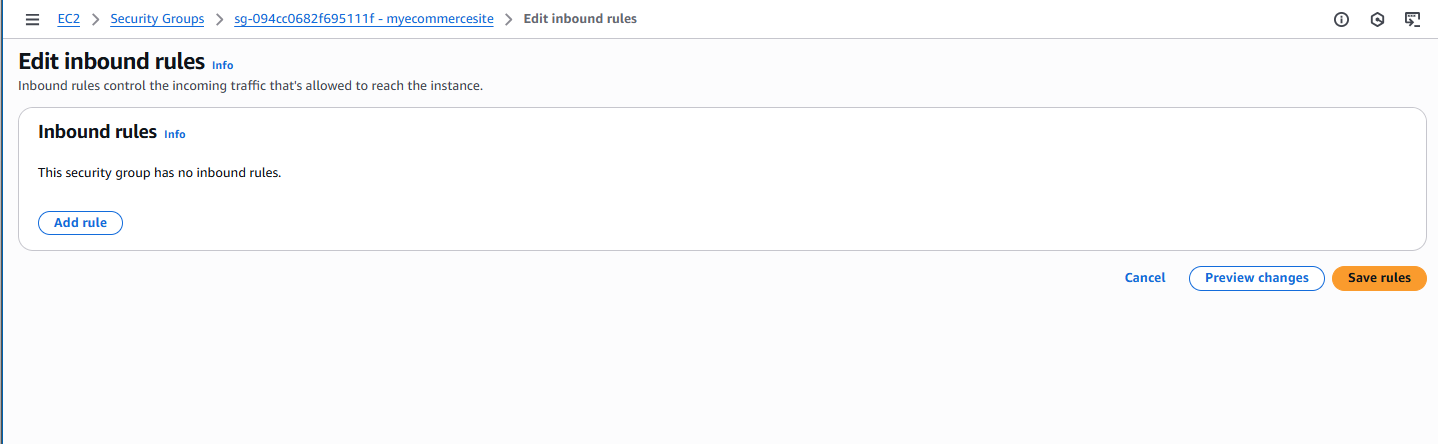 EC2 > Security Groups > sg-094cc0682f695111f - myecommercesite > Edit inbound rules
Edit inbound rules Info
Inbound rules control the incoming traffic that's allowed to reach the instance.
Inbound rules Info
This security group has no inbound rules.
Add rule
Cancel Preview changes Save rules